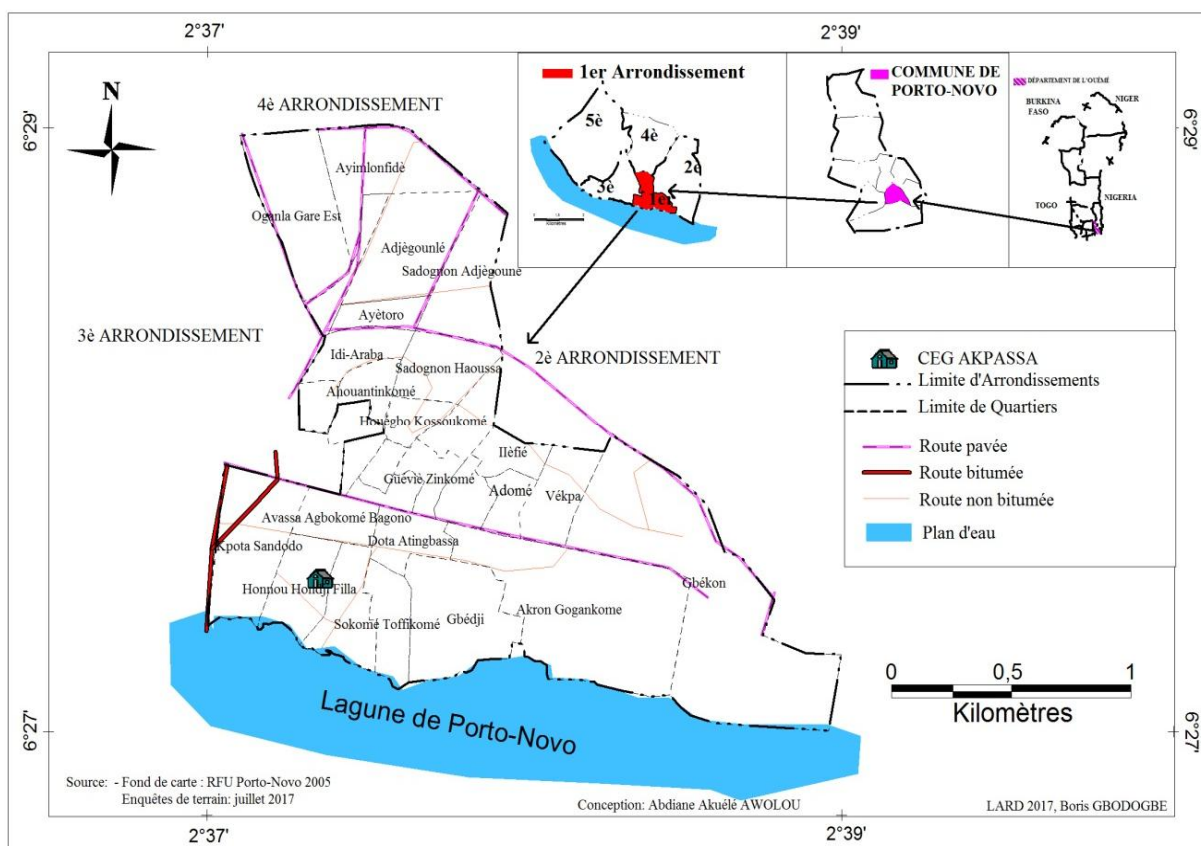 2°37'
2°39'
6°29'
6°29'
6°27'
6°27'
2°37'
2°39'
N
4è ARRONDISSEMENT
3è ARRONDISSEMENT
2è ARRONDISSEMENT
1er Arrondissement
5è
4è
2è
3è
1er
Kilomètres
COMMUNE DE
PORTO-NOVO
DÉPARTEMENT DE L'OUÉMÉ
BURKINA
FASO
NIGER
NIGERIA
TOGO
Ayimlonfidè
Oganla Gare Est
Adjègounlé
Sadognon Adjègouné
Ayètoro
Idi-Araba
Sadognon Haoussa
Ahouantinkomé
Houègbo Kossoukomé
Ilèfié
Guévié Zinkomé
Adomé
Vékpa
Avassa Agbokomé Bagono
Kpota Sandodo
Dota Atingbassa
Gbékon
Honnou Hondji Filla
Sokomé Toffikomé
Gbédji
Akron Gogankome
Lagune de Porto-Novo
CEG AKPASSA
Limite d'Arrondissements
Limite de Quartiers
Route pavée
Route bitumée
Route non bitumée
Plan d'eau
0 0,5 1
Kilomètres
Source: - Fond de carte : RFU Porto-Novo 2005
Enquêtes de terrain: juillet 2017
Conception: Abdiane Akuélé AWOLOU
LARD 2017, Boris GBODOGBE